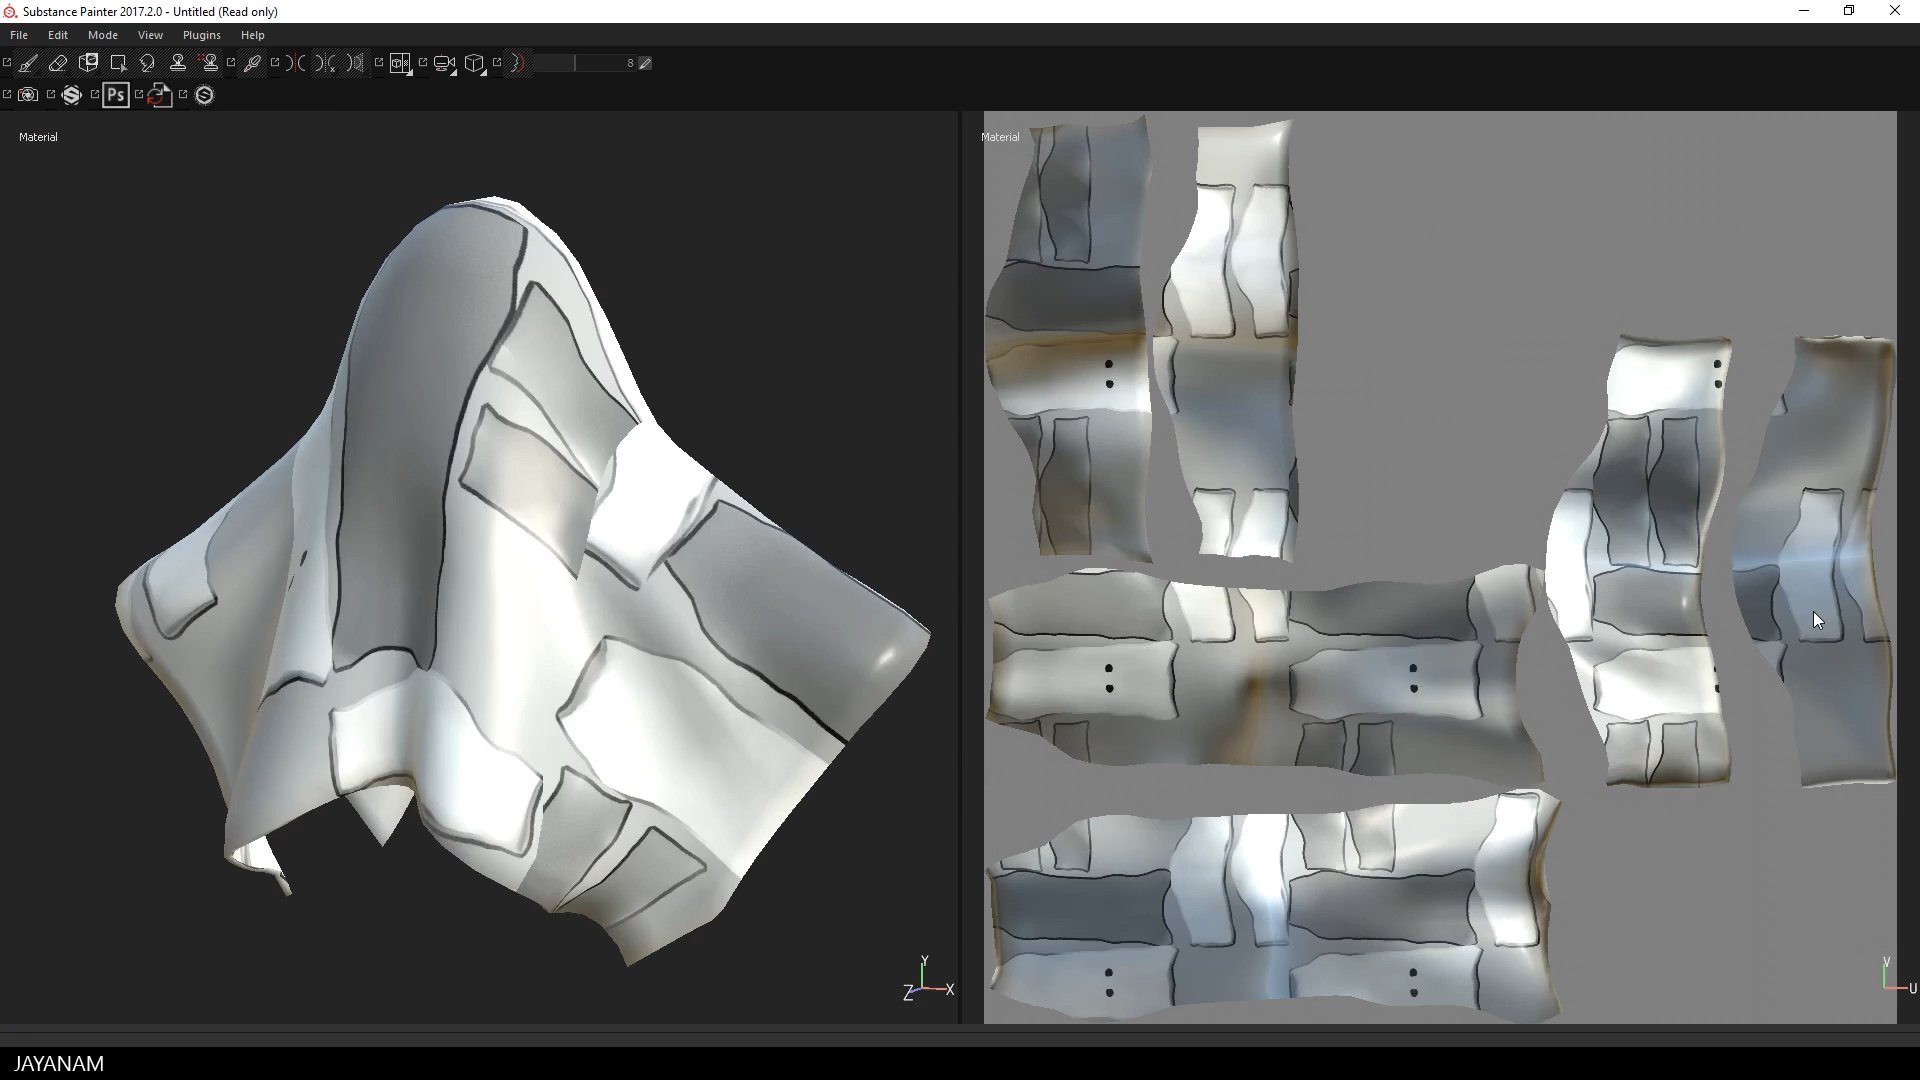 Substance Painter 2017.2.0 - Untitled (Read only)
File Edit Mode View Plugins Help
8
Ps
Material
Material
Y
Z X
V
U
JAYANAM